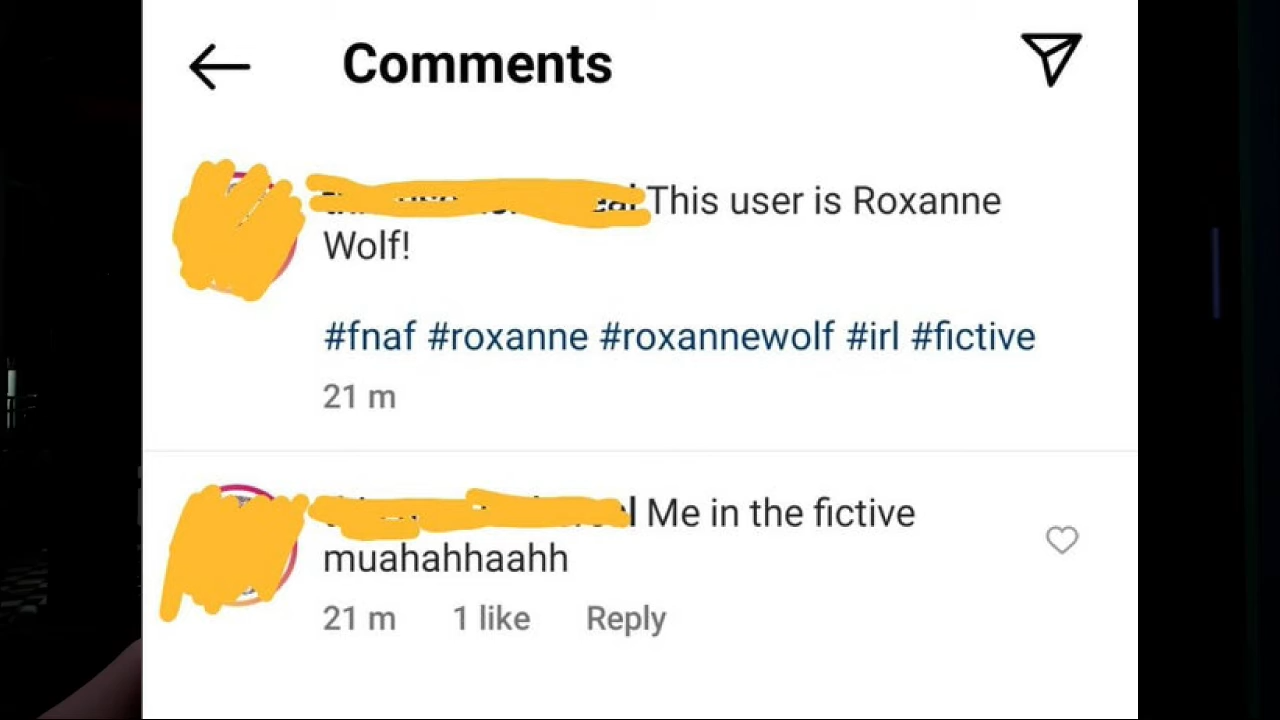 Comments
This user is Roxanne
Wolf!
#fnaf #roxanne #roxannewolf #irl #fictive
21 m
Me in the fictive
muahahhaahh
21 m 1 like Reply